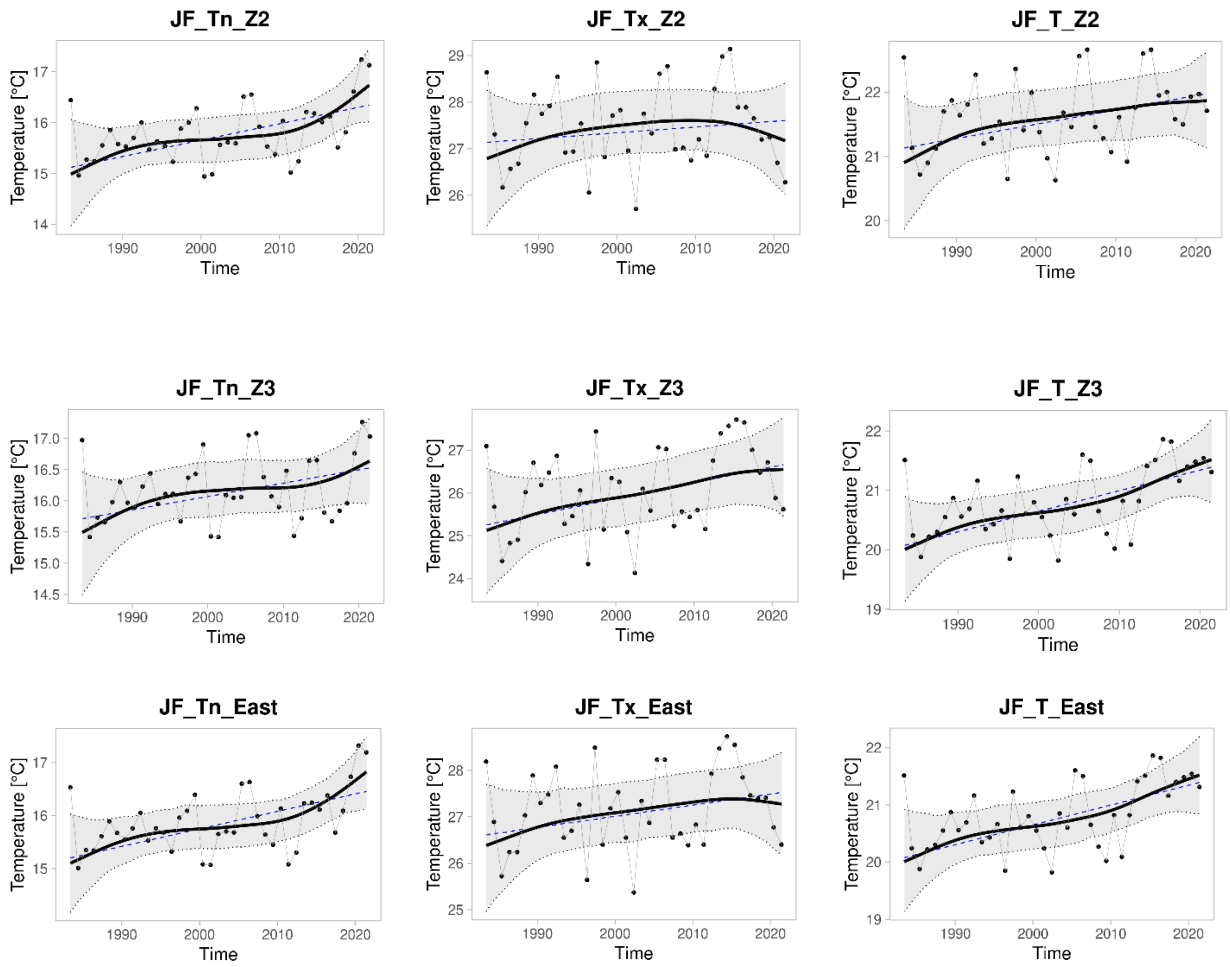 JF_Tn_Z2
Temperature [°C]
17
16
15
14
1990 2000 2010 2020
Time
JF_Tx_Z2
Temperature [°C]
29
28
27
26
1990 2000 2010 2020
Time
JF_T_Z2
Temperature [°C]
22
21
20
1990 2000 2010 2020
Time
JF_Tn_Z3
Temperature [°C]
17.0
16.5
16.0
15.5
15.0
14.5
1990 2000 2010 2020
Time
JF_Tx_Z3
Temperature [°C]
27
26
25
24
1990 2000 2010 2020
Time
JF_T_Z3
Temperature [°C]
22
21
20
19
1990 2000 2010 2020
Time
JF_Tn_East
Temperature [°C]
17
16
15
1990 2000 2010 2020
Time
JF_Tx_East
Temperature [°C]
28
27
26
25
1990 2000 2010 2020
Time
JF_T_East
Temperature [°C]
22
21
20
19
1990 2000 2010 2020
Time